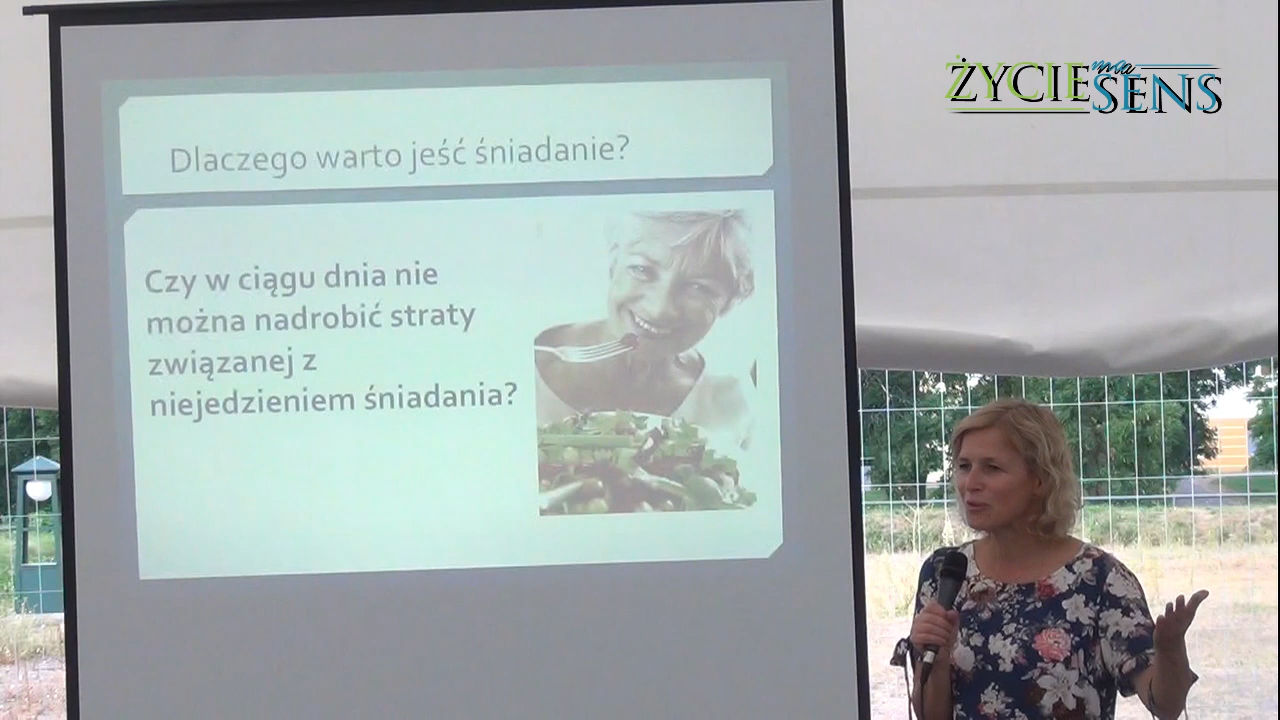 ŻYCIE ma SENS
Dlaczego warto jeść śniadanie?
Czy w ciągu dnia nie
można nadrobić straty
związanej z
niejedzieniem śniadania?